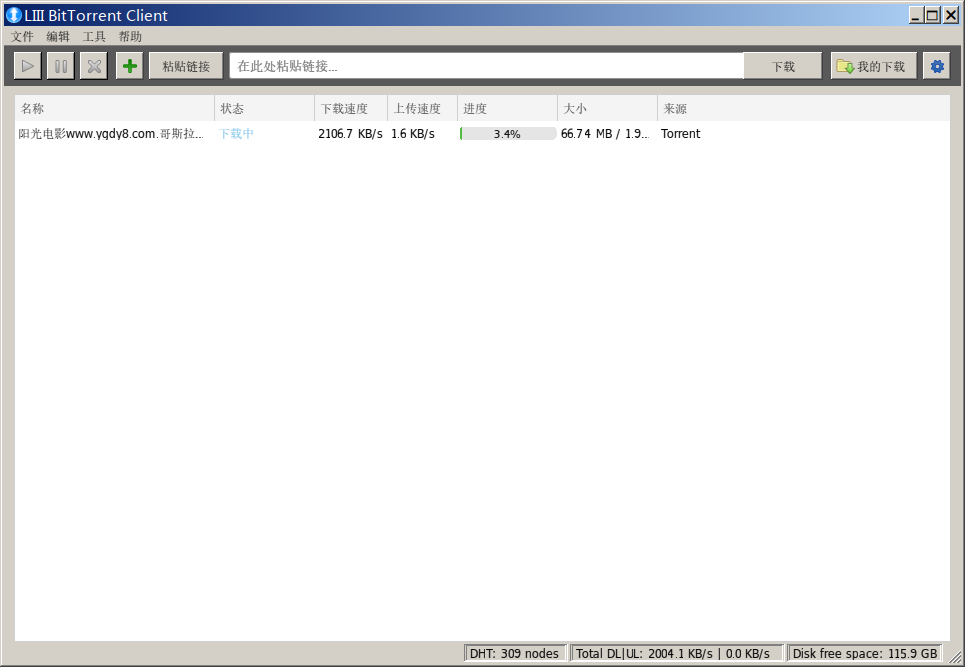 LIII BitTorrent Client
文件 编辑 工具 帮助
粘贴链接 在此处粘贴链接... 下载 我的下载
名称 状态 下载速度 上传速度 进度 大小 来源
阳光电影www.ygdy8.com.哥斯拉... 下载中 2106.7 KB/s 1.6 KB/s 3.4% 66.74 MB / 1.9... Torrent
DHT: 309 nodes Total DL|UL: 2004.1 KB/s | 0.0 KB/s Disk free space: 115.9 GB